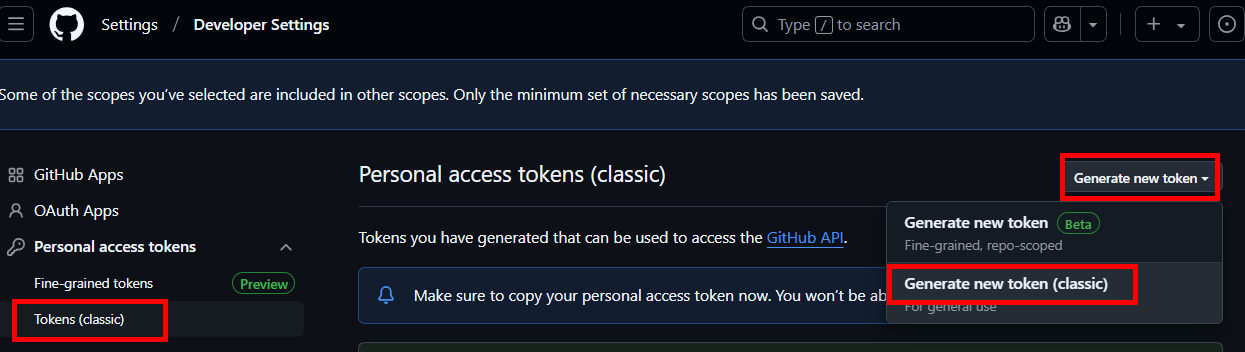 Settings / Developer Settings
Type / to search
Some of the scopes you've selected are included in other scopes. Only the minimum set of necessary scopes has been saved.
GitHub Apps
OAuth Apps
Personal access tokens
Fine-grained tokens Preview
Tokens (classic)
Personal access tokens (classic)
Generate new token
Generate new token Beta
Fine-grained, repo-scoped
Generate new token (classic)
For general use
Tokens you have generated that can be used to access the GitHub API.
Make sure to copy your personal access token now. You won't be